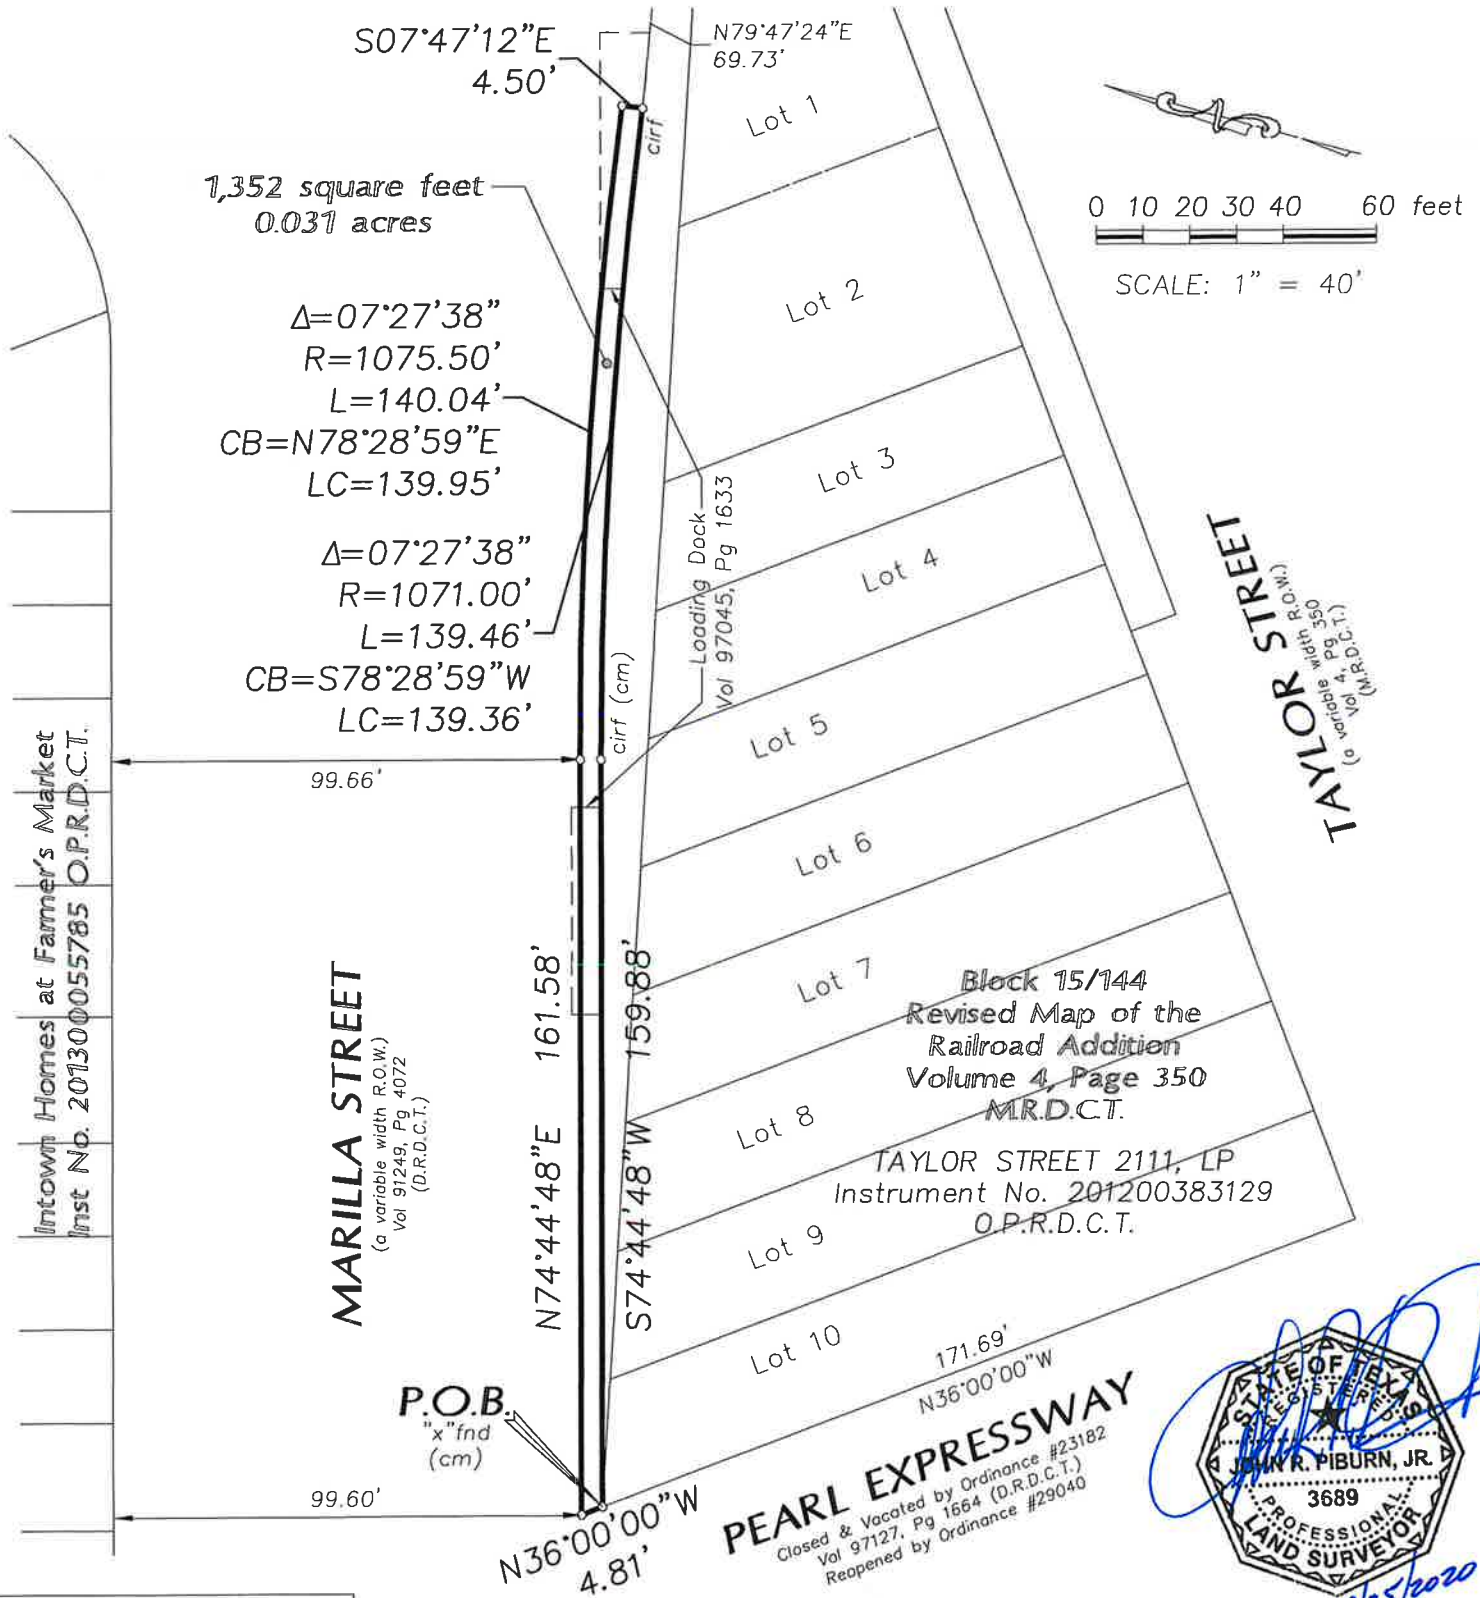 S07°47'12"E
4.50'
N79°47'24"E
69.73'
cirf
1,352 square feet
0.031 acres
0 10 20 30 40 60 feet
SCALE: 1" = 40'
Δ=07°27'38"
R=1075.50'
L=140.04'
CB=N78°28'59"E
LC=139.95'
Δ=07°27'38"
R=1071.00'
L=139.46'
CB=S78°28'59"W
LC=139.36'
Lot 1
Lot 2
Lot 3
Lot 4
Lot 5
Lot 6
Lot 7
Lot 8
Lot 9
Lot 10
Loading Dock
Vol 97045, Pg 1633
cirf (cm)
TAYLOR STREET
(a variable width R.O.W.)
Vol 4, Pg 350
(M.R.D.C.T.)
99.66'
Intown Homes at Farmer's Market
Inst No. 201300055785 O.P.R.D.C.T.
MARILLA STREET
(a variable width R.O.W.)
Vol 91249, Pg 4072
(D.R.D.C.T.)
N74°44'48"E 161.58'
S74°44'48"W 159.88'
Block 15/144
Revised Map of the
Railroad Addition
Volume 4, Page 350
M.R.D.C.T.
TAYLOR STREET 2111, LP
Instrument No. 201200383129
O.P.R.D.C.T.
171.69'
N36°00'00"W
P.O.B.
"x"fnd
(cm)
99.60'
N36°00'00"W
4.81'
PEARL EXPRESSWAY
Closed & Vacated by Ordinance #23182
Vol 97127, Pg 1664 (D.R.D.C.T.)
Reopened by Ordinance #29040
STATE OF TEXAS
REGISTERED
JOHN R. PIBURN, JR.
3689
PROFESSIONAL
LAND SURVEYOR